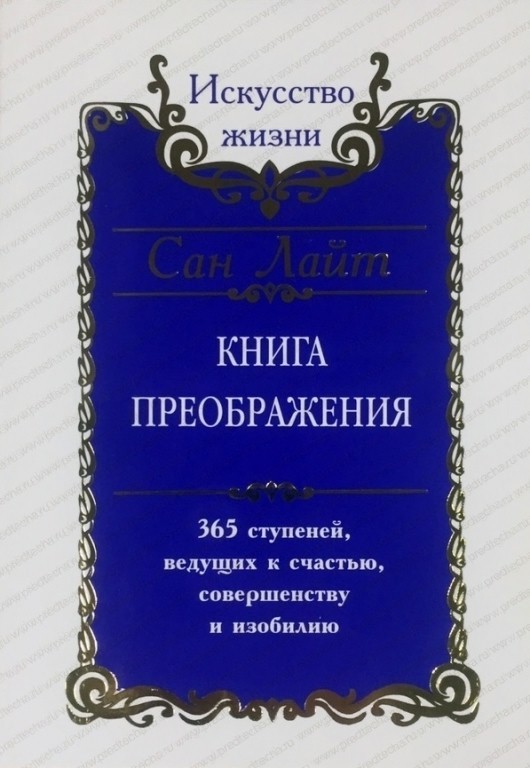 Искусство
жизни
Сан Лайт
КНИГА
ПРЕОБРАЖЕНИЯ
365 ступеней,
ведущих к счастью,
совершенству
и изобилию